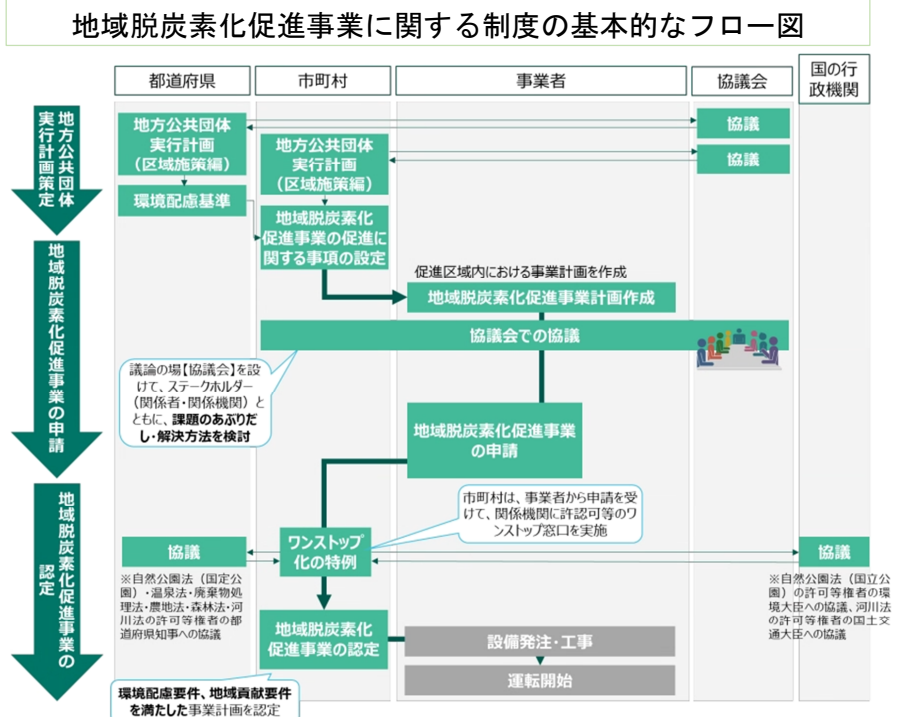 地域脱炭素化促進事業に関する制度の基本的なフロー図
都道府県
市町村
事業者
協議会
国の行
政機関
地方公共団体
実行計画策定
地方公共団体
実行計画
（区域施策編）
環境配慮基準
地方公共団体
実行計画
（区域施策編）
地域脱炭素化
促進事業の促進に
関する事項の設定
協議
協議
地域脱炭素化促進事業の申請
促進区域内における事業計画を作成
地域脱炭素化促進事業計画作成
協議会での協議
議論の場【協議会】を設
けて、ステークホルダー
（関係者・関係機関）と
ともに、課題のあぶりだ
し・解決方法を検討
地域脱炭素化促進事業
の申請
市町村は、事業者から申請を受
けて、関係機関に許認可等のワ
ンストップ窓口を実施
地域脱炭素化促進事業の
認定
協議
※自然公園法（国定公
園）・温泉法・廃棄物処
理法・農地法・森林法・河
川法の許可等権者の都
道府県知事への協議
ワンストップ
化の特例
協議
※自然公園法（国立公
園）の許可等権者の環
境大臣への協議、河川法
の許可等権者の国土交
通大臣への協議
地域脱炭素化
促進事業の認定
設備発注・工事
運転開始
環境配慮要件、地域貢献要件
を満たした事業計画を認定